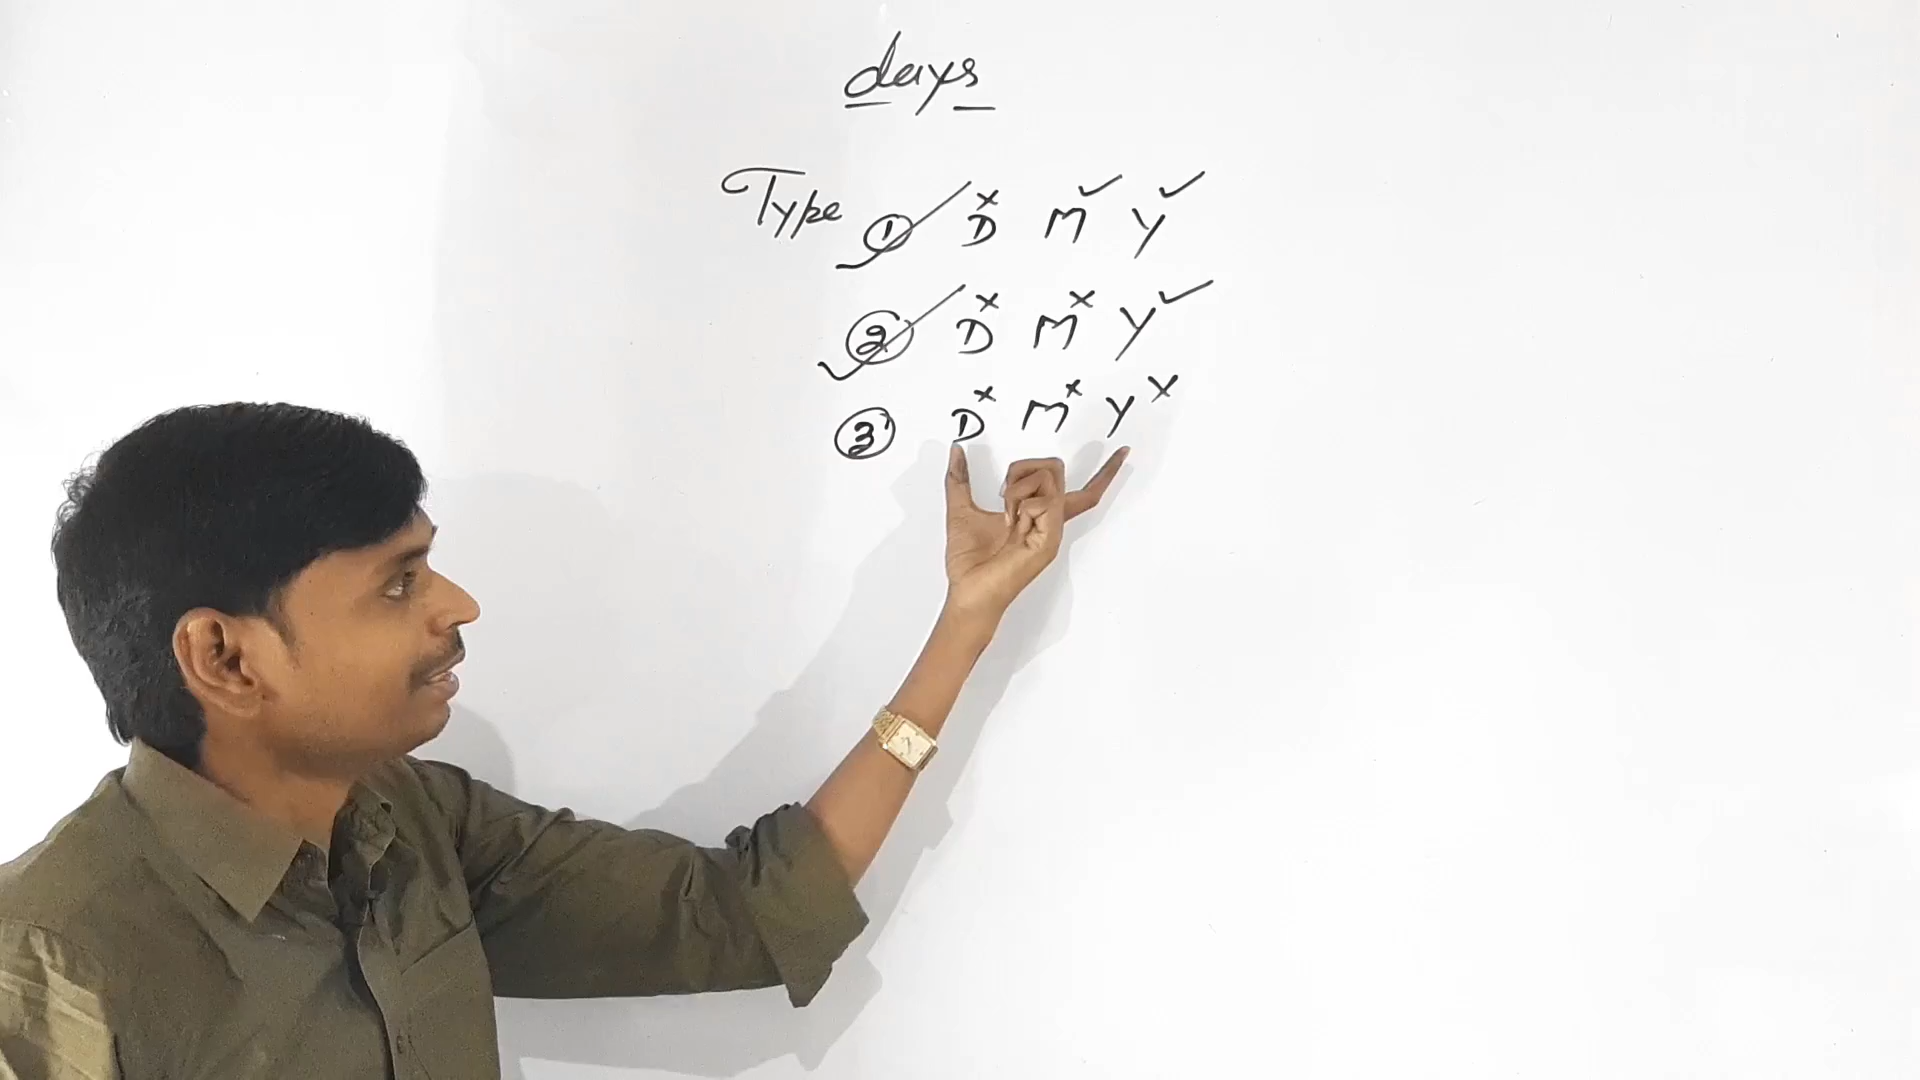 days
Type ① D× M✓ Y✓
② D× M× Y✓
③ D× M× Y×